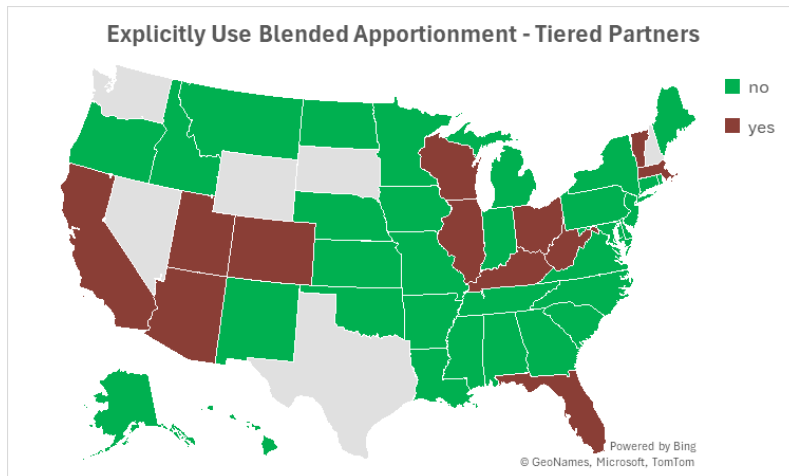 Explicitly Use Blended Apportionment - Tiered Partners
no
yes
Powered by Bing
© GeoNames, Microsoft, TomTom